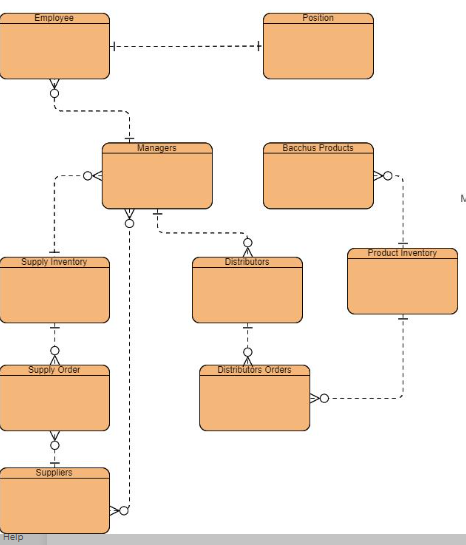 Employee
Position
Managers
Bacchus Products
M
Supply Inventory
Distributors
Product Inventory
Supply Order
Distributors Orders
Suppliers
Help